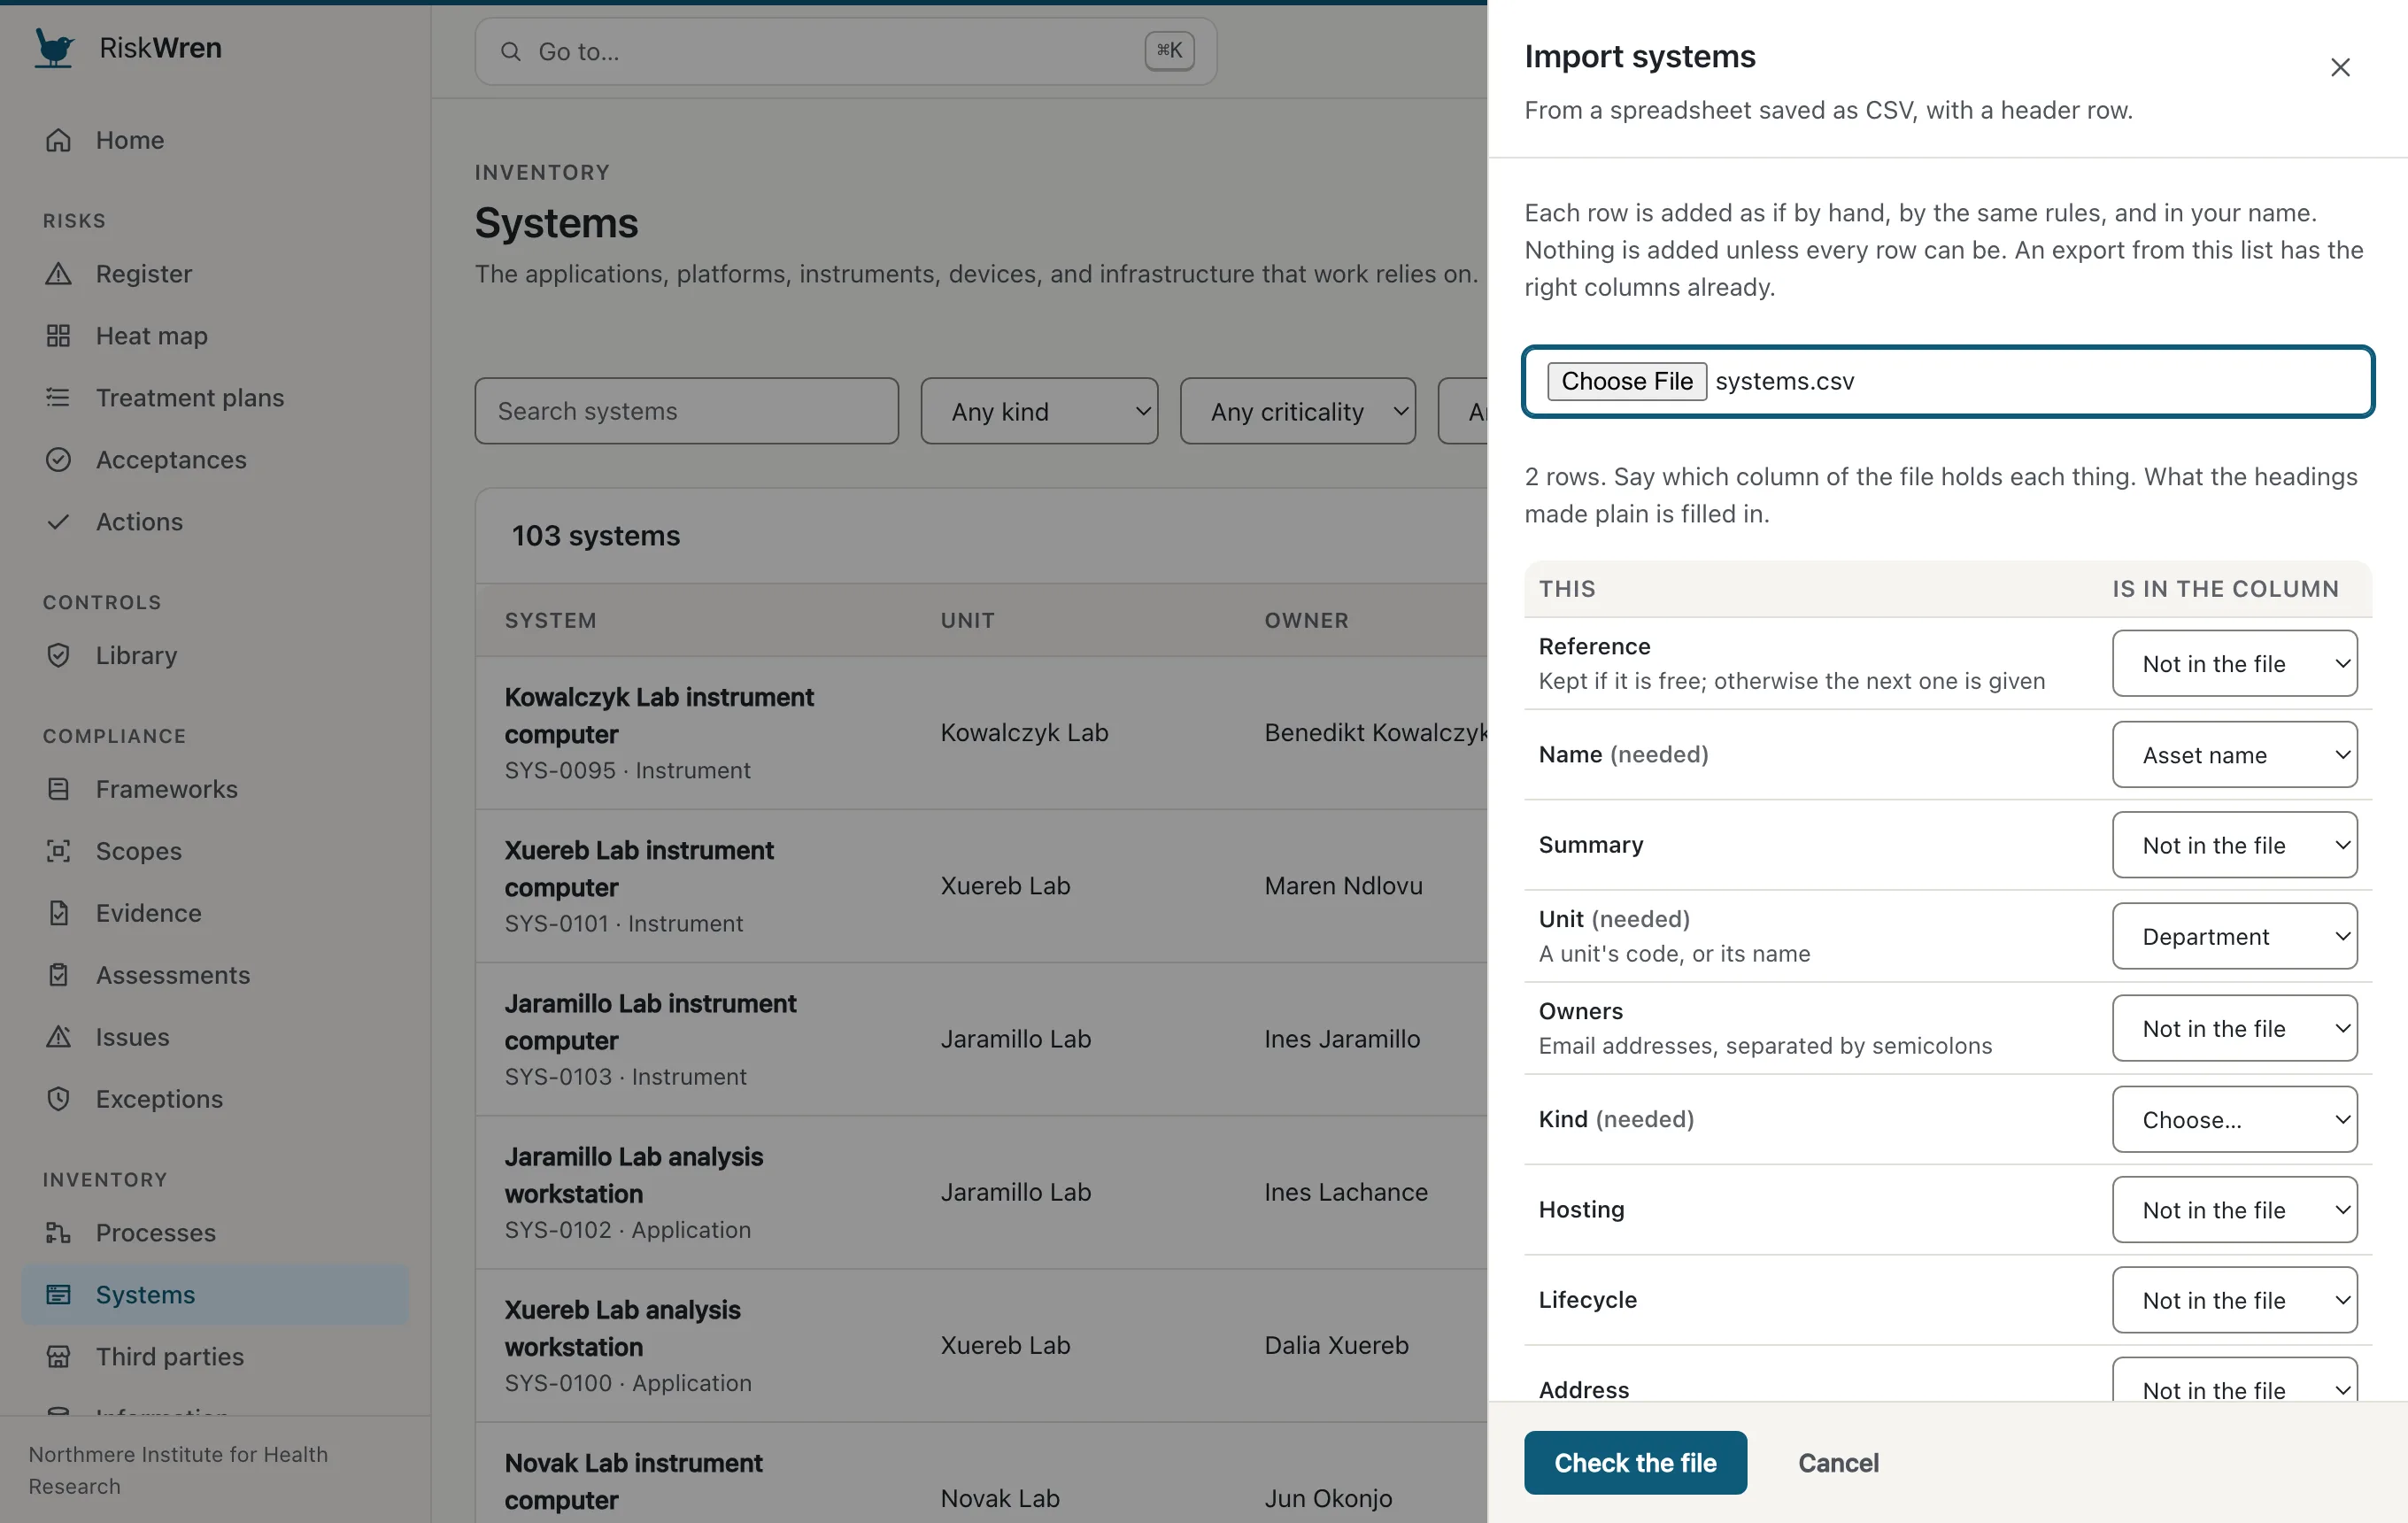 RiskWren
Home
RISKS
Register
Heat map
Treatment plans
Acceptances
Actions
CONTROLS
Library
COMPLIANCE
Frameworks
Scopes
Evidence
Assessments
Issues
Exceptions
INVENTORY
Processes
Systems
Third parties
Northmere Institute for Health
Research
Go to...
⌘K
INVENTORY
Systems
The applications, platforms, instruments, devices, and infrastructure that work relies on.
Search systems
Any kind
Any criticality
103 systems
SYSTEM UNIT OWNER
Kowalczyk Lab instrument
computer
SYS-0095 · Instrument
Kowalczyk Lab
Benedikt Kowalczyk
Xuereb Lab instrument
computer
SYS-0101 · Instrument
Xuereb Lab
Maren Ndlovu
Jaramillo Lab instrument
computer
SYS-0103 · Instrument
Jaramillo Lab
Ines Jaramillo
Jaramillo Lab analysis
workstation
SYS-0102 · Application
Jaramillo Lab
Ines Lachance
Xuereb Lab analysis
workstation
SYS-0100 · Application
Xuereb Lab
Dalia Xuereb
Novak Lab instrument
computer
Novak Lab
Jun Okonjo
Import systems
From a spreadsheet saved as CSV, with a header row.
Each row is added as if by hand, by the same rules, and in your name.
Nothing is added unless every row can be. An export from this list has the
right columns already.
Choose File systems.csv
2 rows. Say which column of the file holds each thing. What the headings
made plain is filled in.
THIS IS IN THE COLUMN
Reference
Kept if it is free; otherwise the next one is given
Not in the file
Name (needed)
Asset name
Summary
Not in the file
Unit (needed)
A unit's code, or its name
Department
Owners
Email addresses, separated by semicolons
Not in the file
Kind (needed)
Choose...
Hosting
Not in the file
Lifecycle
Not in the file
Address
Not in the file
Check the file
Cancel